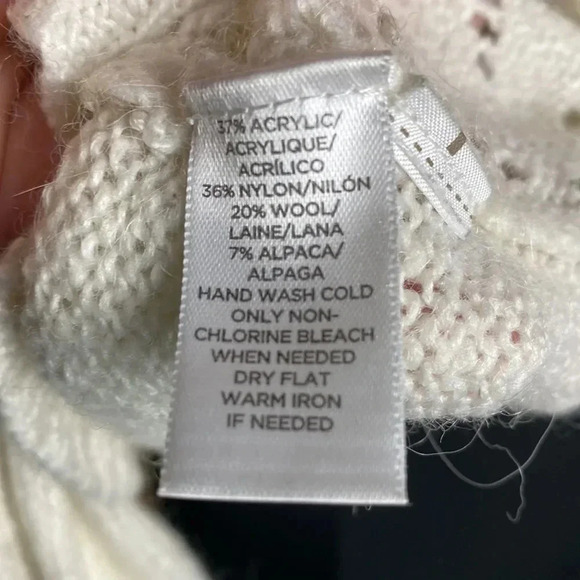 37% ACRYLIC/
ACRYLIQUE/
ACRÍLICO
36% NYLON/NILÓN
20% WOOL/
LAINE/LANA
7% ALPACA/
ALPAGA
HAND WASH COLD
ONLY NON-
CHLORINE BLEACH
WHEN NEEDED
DRY FLAT
WARM IRON
IF NEEDED